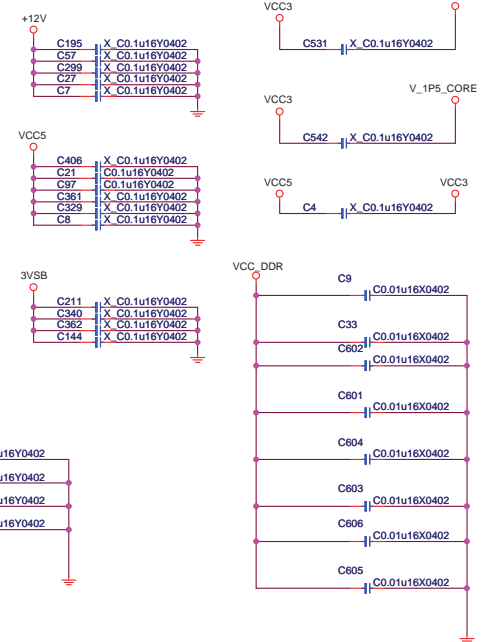 +12V
C195 X_C0.1u16Y0402
C57 X_C0.1u16Y0402
C299 X_C0.1u16Y0402
C27 X_C0.1u16Y0402
C7 X_C0.1u16Y0402
VCC5
C406 X_C0.1u16Y0402
C21 C0.1u16Y0402
C97 C0.1u16Y0402
C361 X_C0.1u16Y0402
C329 X_C0.1u16Y0402
C8 X_C0.1u16Y0402
3VSB
C211 X_C0.1u16Y0402
C340 X_C0.1u16Y0402
C362 X_C0.1u16Y0402
C144 X_C0.1u16Y0402
u16Y0402
u16Y0402
u16Y0402
u16Y0402
VCC3
C531 X_C0.1u16Y0402
VCC3 V_1P5_CORE
C542 X_C0.1u16Y0402
VCC5 VCC3
C4 X_C0.1u16Y0402
VCC_DDR
C9
C0.01u16X0402
C33
C0.01u16X0402
C602
C0.01u16X0402
C601
C0.01u16X0402
C604
C0.01u16X0402
C603
C0.01u16X0402
C606
C0.01u16X0402
C605
C0.01u16X0402